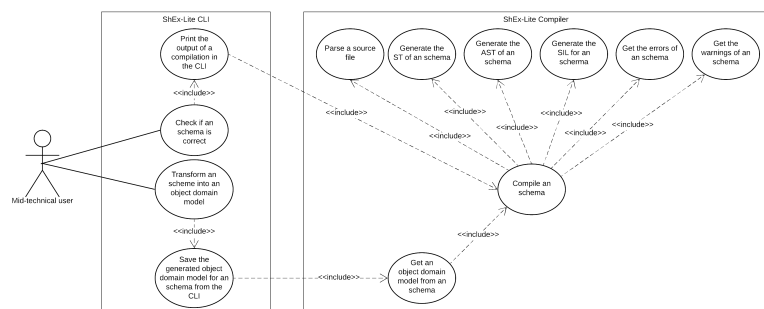 ShEx-Lite CLI
Print the
output of a
compilation in
the CLI
<<include>>
Check if an
schema is
correct
Transform an
scheme into an
object domain
model
<<include>>
Save the
generated object
domain model for an
schema from the
CLI
Mid-technical user
ShEx-Lite Compiler
Parse a source
file
Generate the
ST of an schema
Generate the
AST of an
schema
Generate the
SIL for an
schema
Get the errors of
an schema
Get the
warnings of an
schema
<<include>>
<<include>>
<<include>>
<<include>>
<<include>>
<<include>>
<<include>>
Compile an
schema
<<include>>
Get an
object domain
model from an
schema
<<include>>